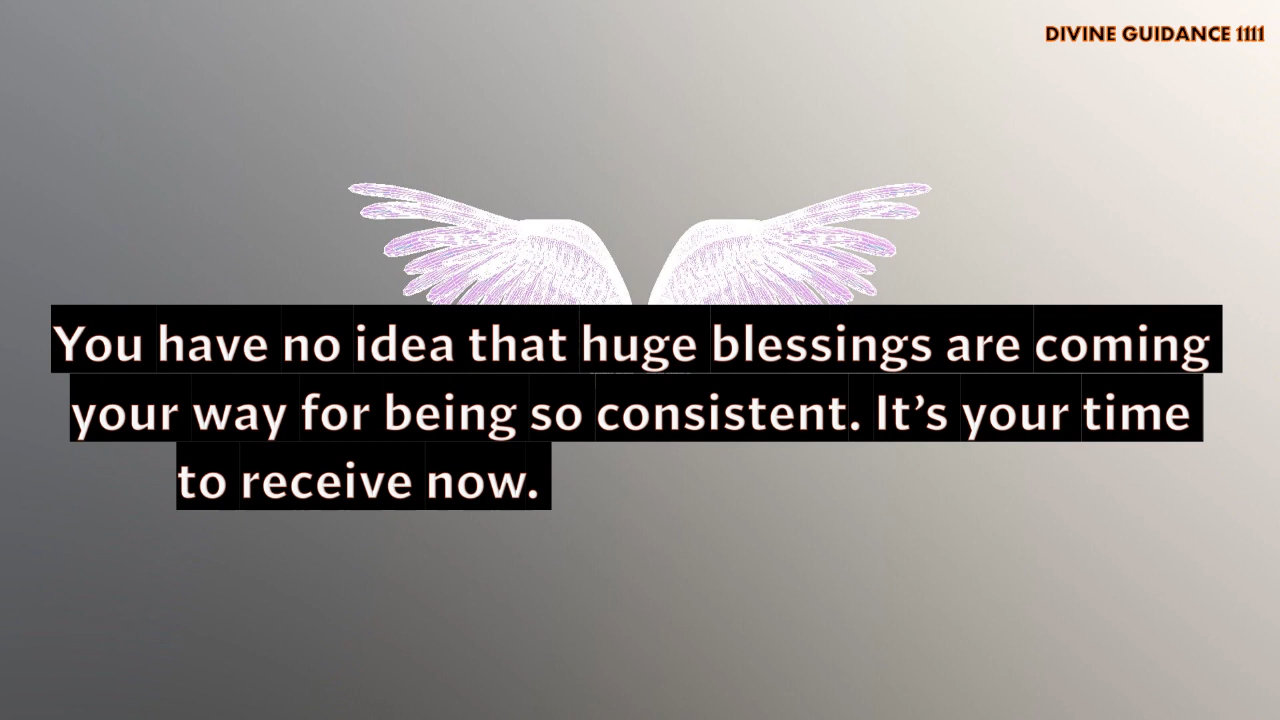 DIVINE GUIDANCE 1111
You have no idea that huge blessings are coming
your way for being so consistent. It’s your time
to receive now.